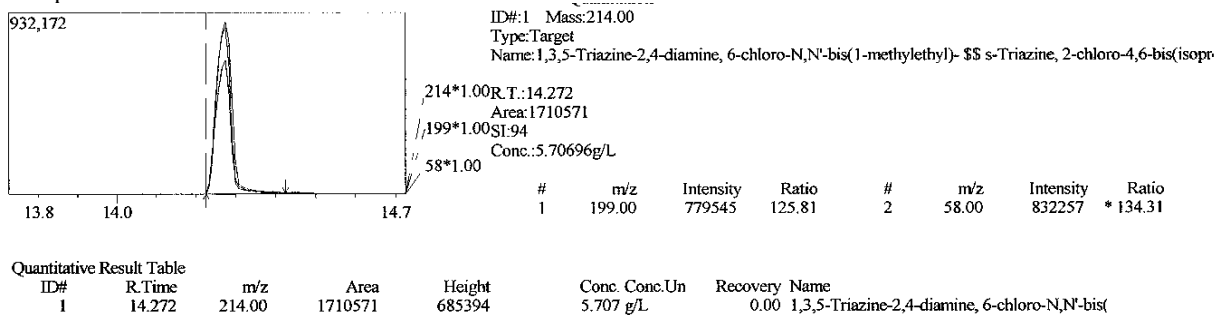 932,172
ID#:1 Mass:214.00
Type:Target
Name:1,3,5-Triazine-2,4-diamine, 6-chloro-N,N'-bis(1-methylethyl)- $$ s-Triazine, 2-chloro-4,6-bis(isopr
214*1.00
R.T.:14.272
Area:1710571
199*1.00
SI:94
Conc.:5.70696g/L
58*1.00
# m/z Intensity Ratio # m/z Intensity Ratio
1 199.00 779545 125.81 2 58.00 832257 * 134.31
13.8 14.0 14.7
Quantitative Result Table
ID# R.Time m/z Area Height Conc. Conc.Un Recovery Name
1 14.272 214.00 1710571 685394 5.707 g/L 0.00 1,3,5-Triazine-2,4-diamine, 6-chloro-N,N'-bis(